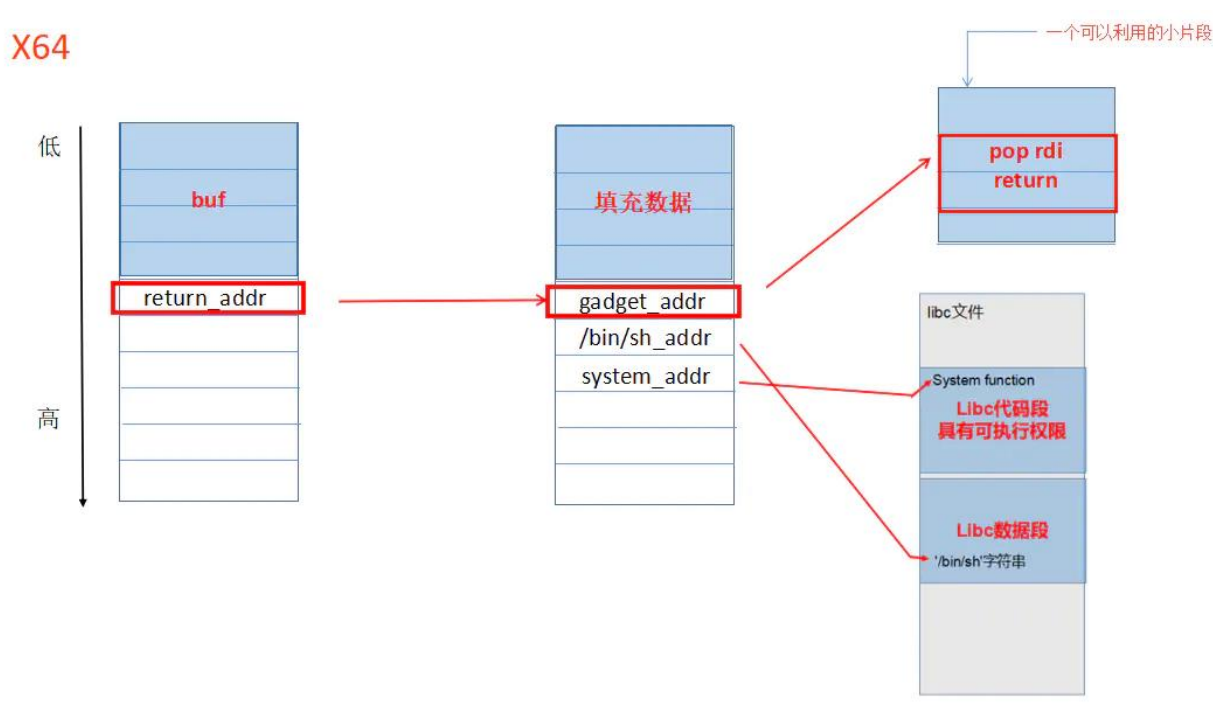 X64
一个可以利用的小片段
低
高
buf
return_addr
填充数据
gadget_addr
/bin/sh_addr
system_addr
pop rdi
return
libc文件
System function
Libc代码段
具有可执行权限
Libc数据段
'/bin/sh'字符串